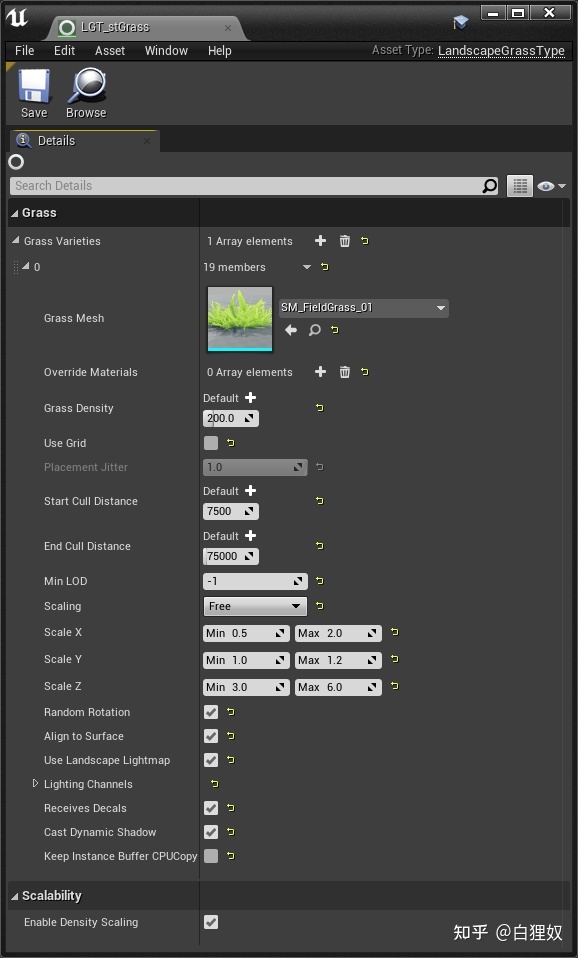 LGT_stGrass
File Edit Asset Window Help Asset Type: LandscapeGrassType
Save Browse
Details
Search Details
Grass
Grass Varieties 1 Array elements
0 19 members
Grass Mesh SM_FieldGrass_01
Override Materials 0 Array elements
Grass Density Default
200.0
Use Grid
Placement Jitter 1.0
Start Cull Distance Default
7500
End Cull Distance Default
75000
Min LOD -1
Scaling Free
Scale X Min 0.5 Max 2.0
Scale Y Min 1.0 Max 1.2
Scale Z Min 3.0 Max 6.0
Random Rotation
Align to Surface
Use Landscape Lightmap
Lighting Channels
Receives Decals
Cast Dynamic Shadow
Keep Instance Buffer CPUCopy
Scalability
Enable Density Scaling
知乎 @白狸奴